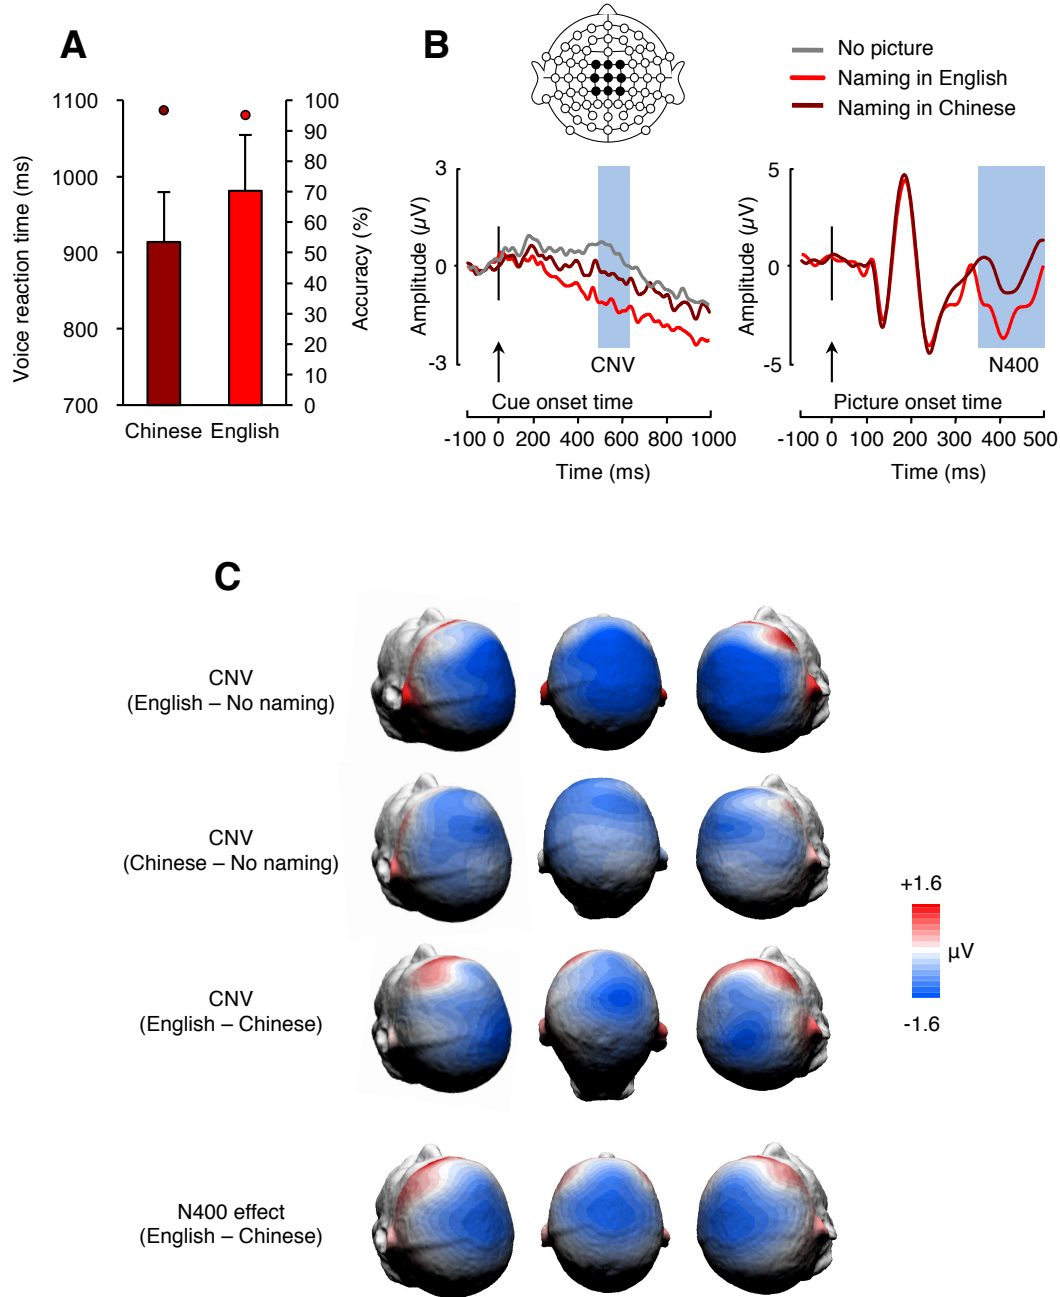 A
B
No picture
Naming in English
Naming in Chinese
1100
1000
900
800
700
Voice reaction time (ms)
100
90
80
70
60
50
40
30
20
10
0
Accuracy (%)
Chinese English
3
0
-3
Amplitude (µV)
CNV
Cue onset time
-100 0 200 400 600 800 1000
Time (ms)
5
0
-5
Amplitude (µV)
N400
Picture onset time
-100 0 100 200 300 400 500
Time (ms)
C
CNV
(English – No naming)
CNV
(Chinese – No naming)
CNV
(English – Chinese)
N400 effect
(English – Chinese)
+1.6
µV
-1.6